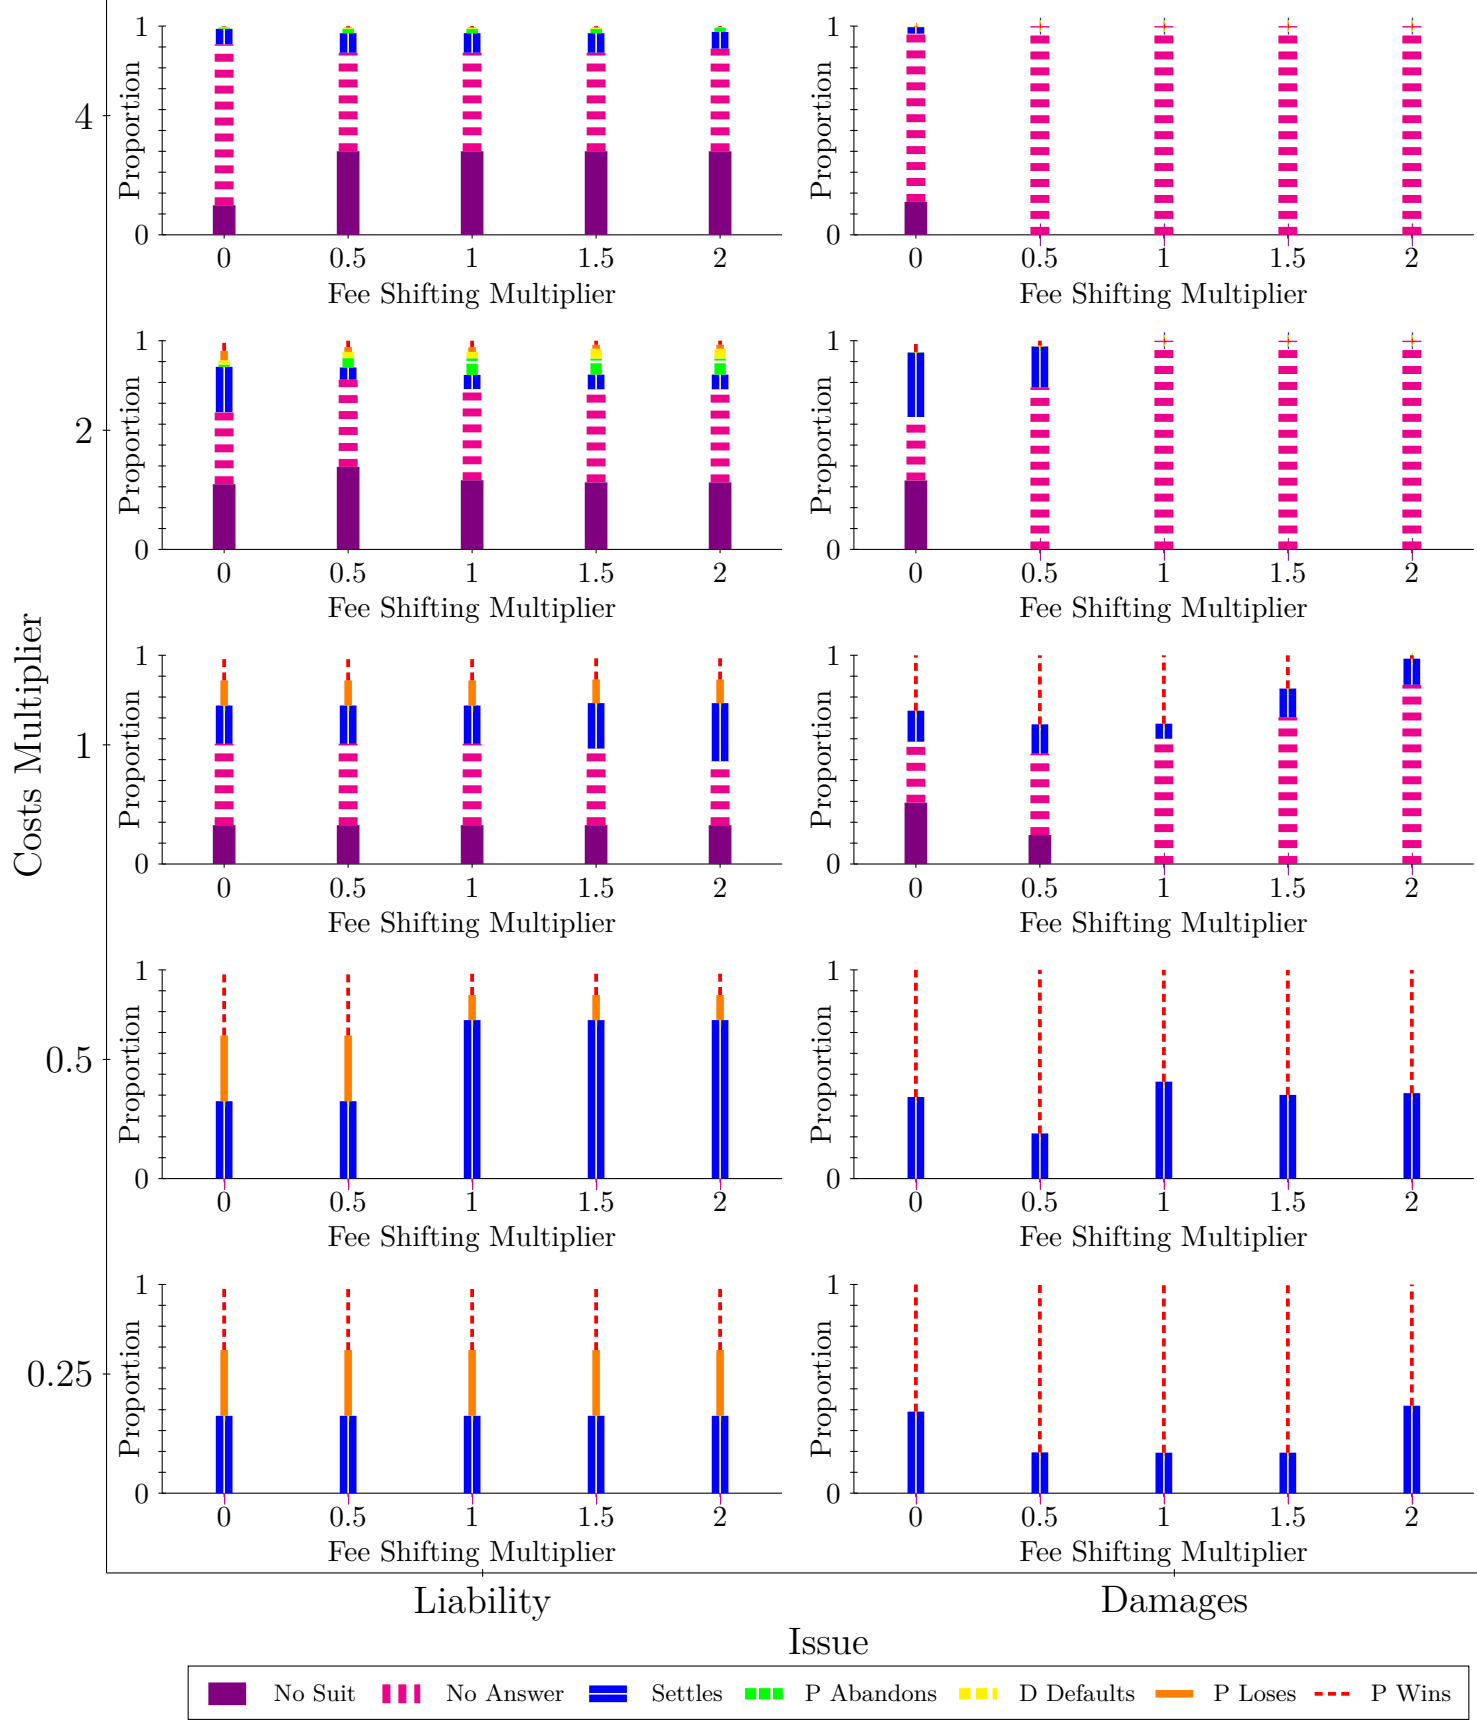 Costs Multiplier
4
Proportion
1
0
0 0.5 1 1.5 2
Fee Shifting Multiplier
Proportion
1
0
0 0.5 1 1.5 2
Fee Shifting Multiplier
2
Proportion
1
0
0 0.5 1 1.5 2
Fee Shifting Multiplier
Proportion
1
0
0 0.5 1 1.5 2
Fee Shifting Multiplier
1
Proportion
1
0
0 0.5 1 1.5 2
Fee Shifting Multiplier
Proportion
1
0
0 0.5 1 1.5 2
Fee Shifting Multiplier
0.5
Proportion
1
0
0 0.5 1 1.5 2
Fee Shifting Multiplier
Proportion
1
0
0 0.5 1 1.5 2
Fee Shifting Multiplier
0.25
Proportion
1
0
0 0.5 1 1.5 2
Fee Shifting Multiplier
Proportion
1
0
0 0.5 1 1.5 2
Fee Shifting Multiplier
Liability Damages
Issue
No Suit No Answer Settles P Abandons D Defaults P Loses P Wins